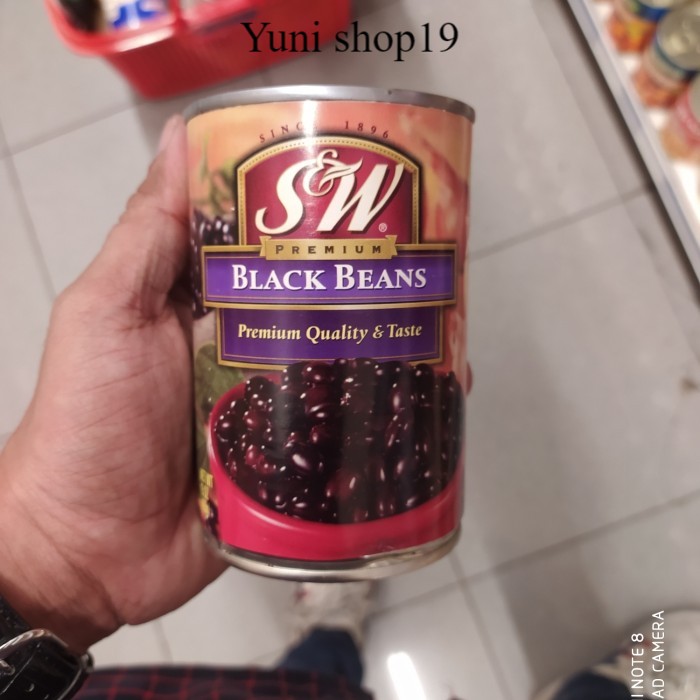 Yuni shop19
SINCE 1896
S&W®
PREMIUM
BLACK BEANS
Premium Quality & Taste
I NOTE 8
AD CAMERA